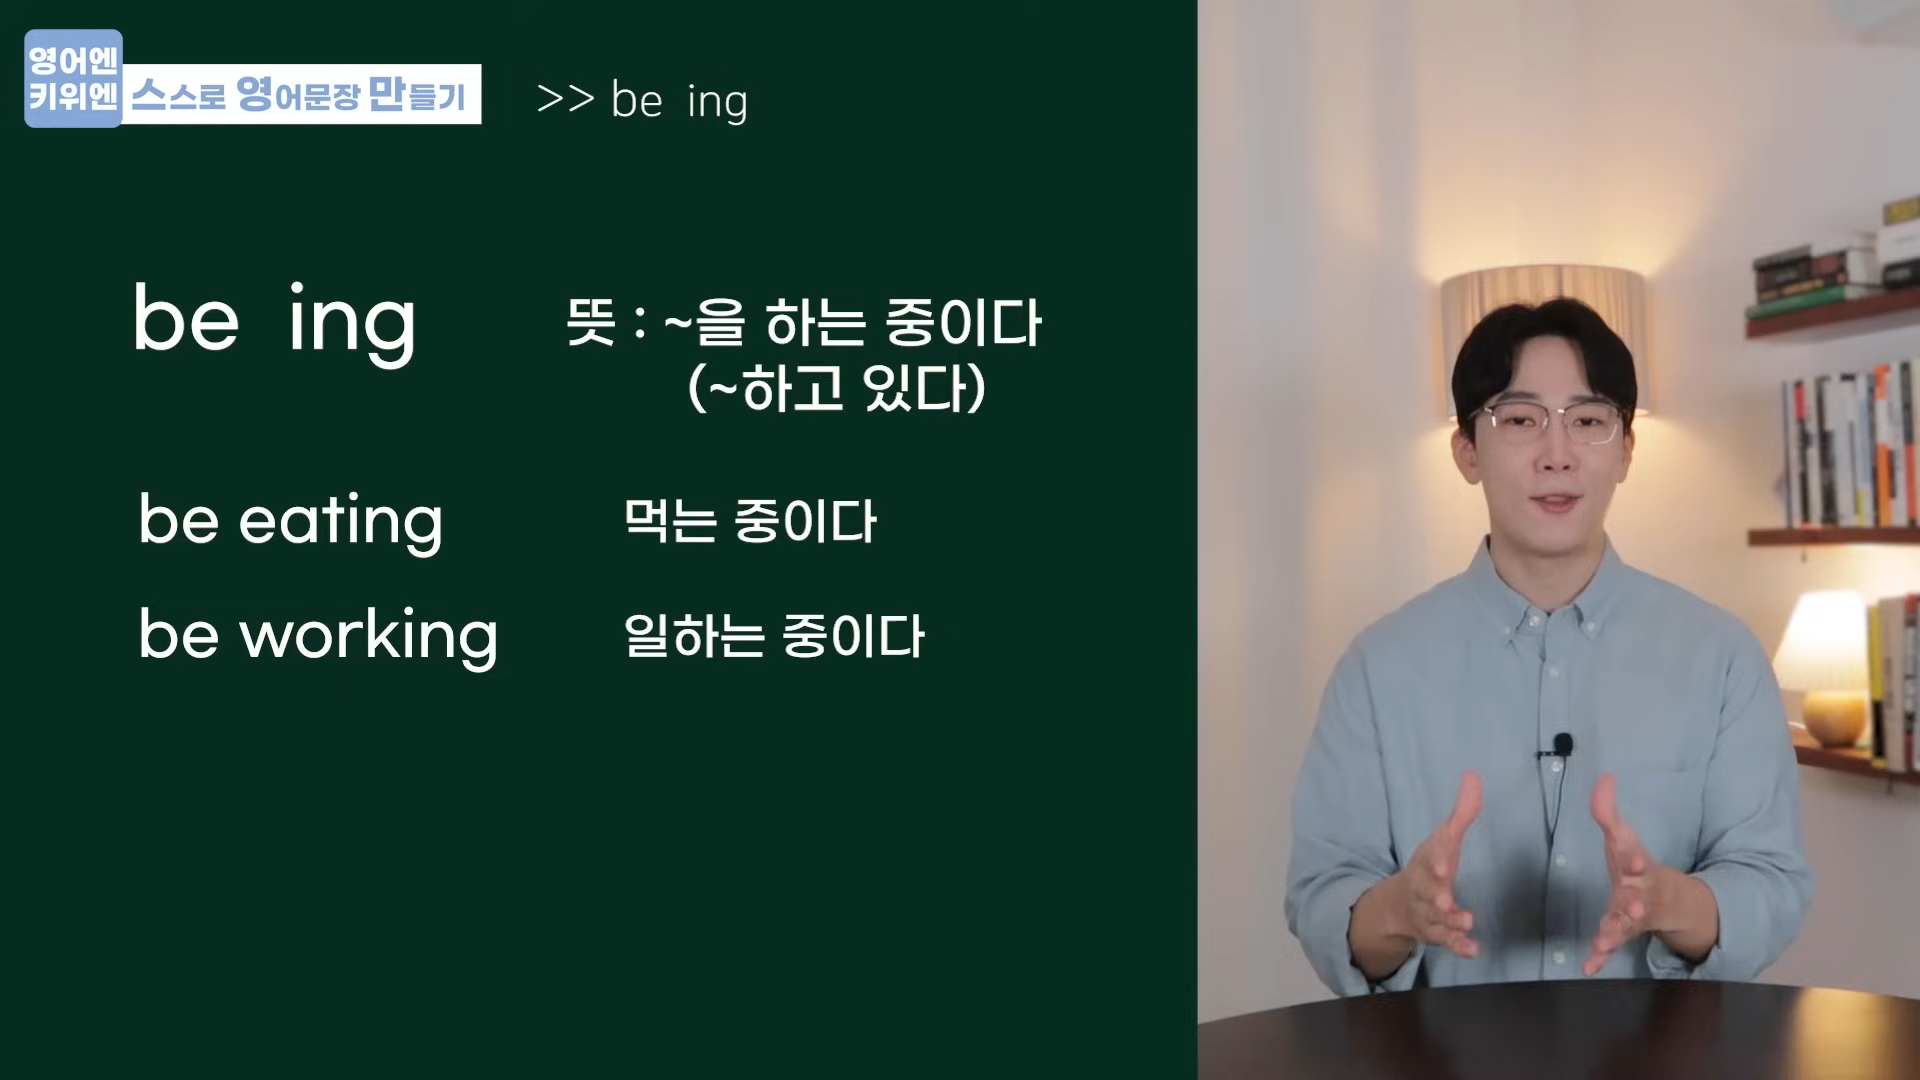 영어엔
키위엔
스스로 영어문장 만들기
>> be ing
be ing 뜻 : ~을 하는 중이다
(~하고 있다)
be eating 먹는 중이다
be working 일하는 중이다